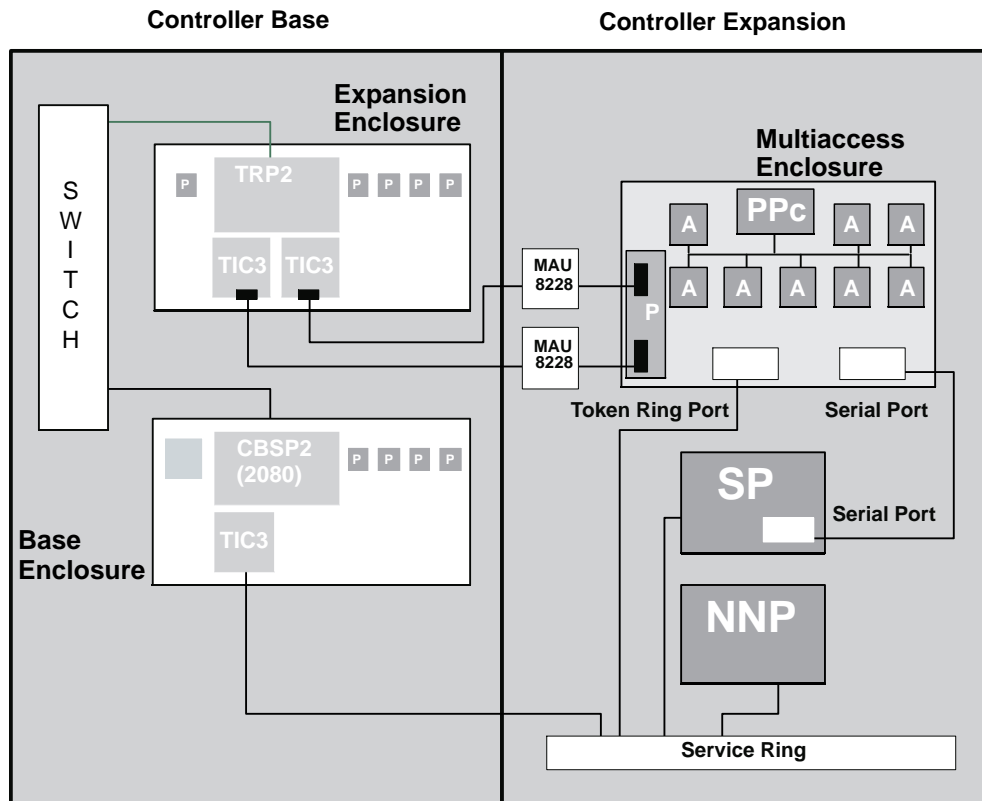 Controller Base
Controller Expansion
Expansion
Enclosure
S
W
I
T
C
H
P
TRP2
P
P
P
P
TIC3
TIC3
MAU
8228
MAU
8228
Multiaccess
Enclosure
PPc
A
A
A
A
A
A
A
A
P
Token Ring Port
Serial Port
CBSP2
(2080)
P
P
P
P
TIC3
Base
Enclosure
SP
Serial Port
NNP
Service Ring